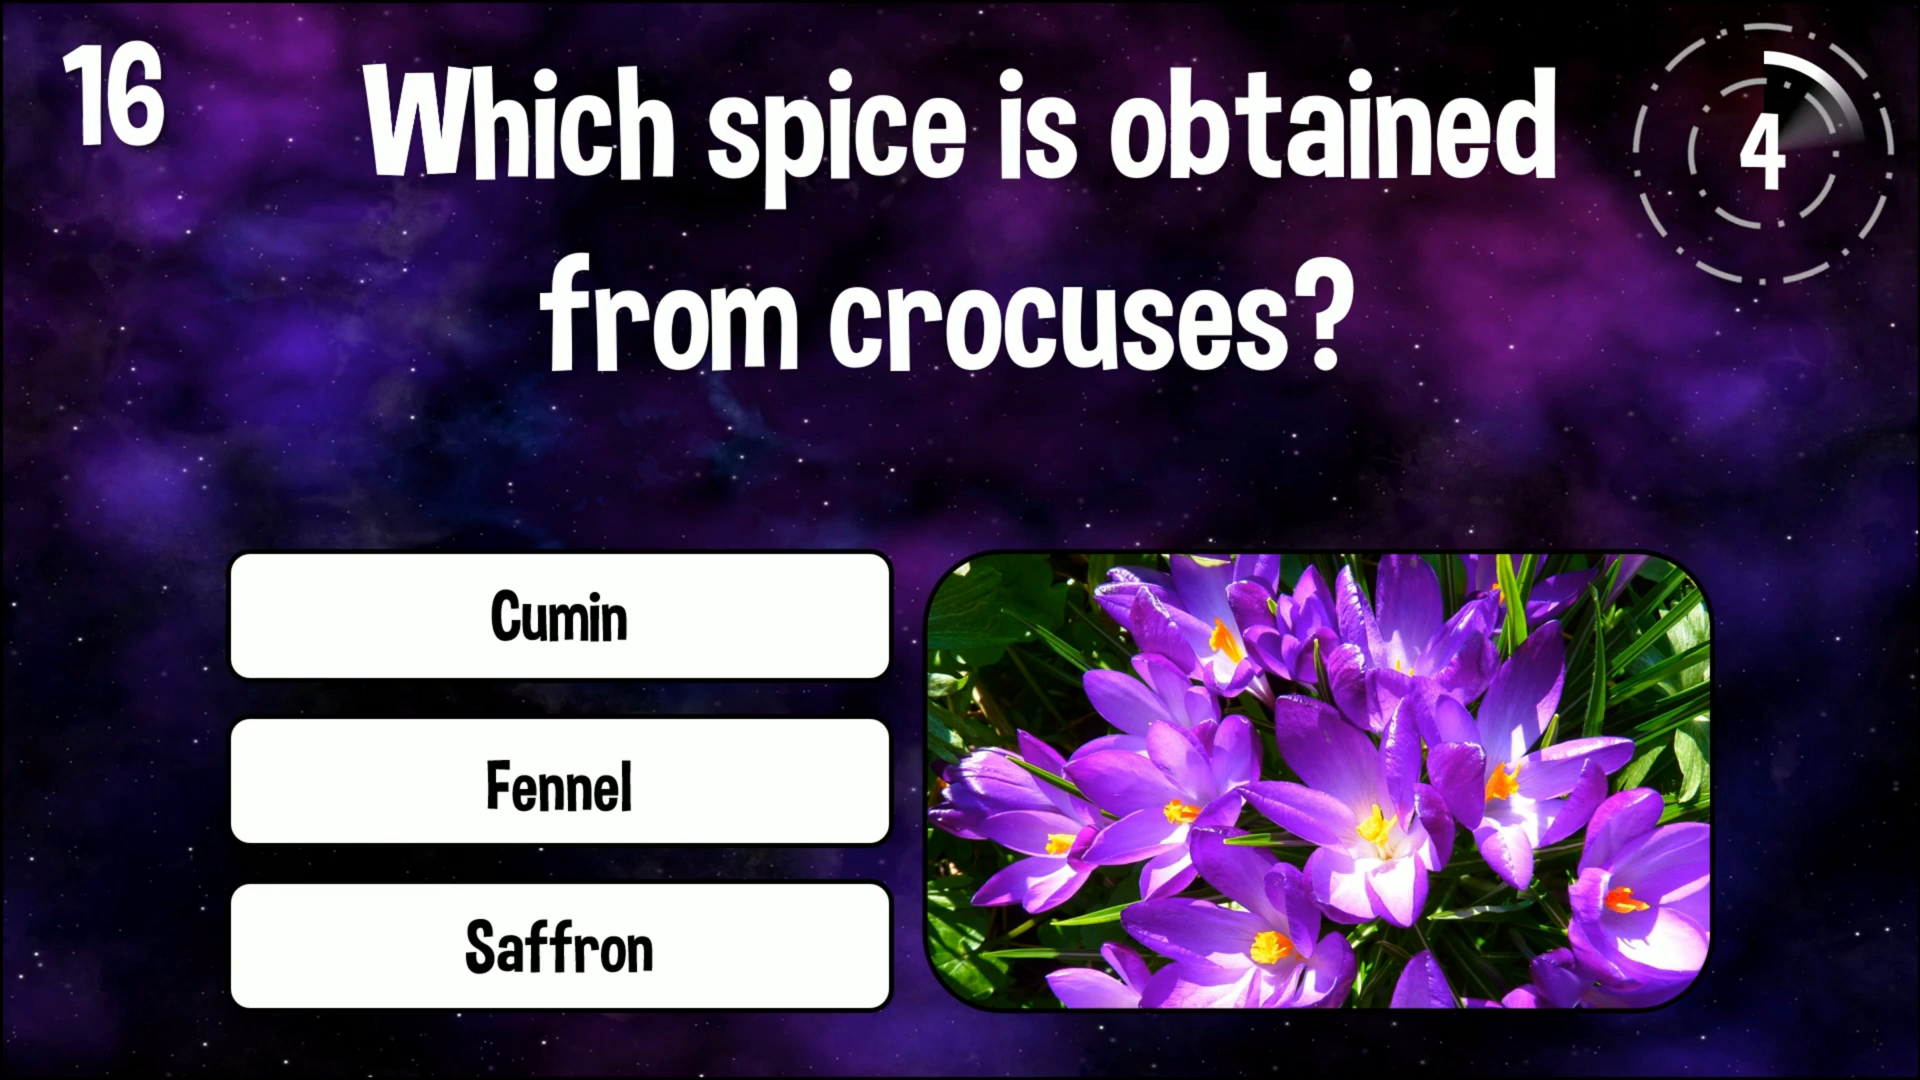 16
Which spice is obtained
from crocuses?
4
Cumin
Fennel
Saffron